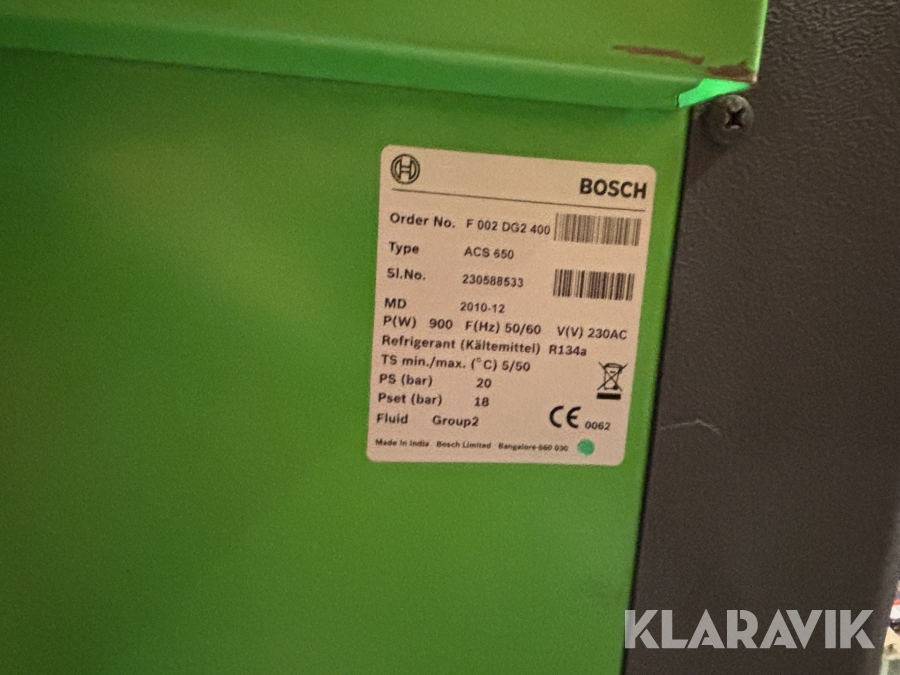 BOSCH
Order No. F 002 DG2 400
Type ACS 650
Sl.No. 230588533
MD 2010-12
P(W) 900 F(Hz) 50/60 V(V) 230AC
Refrigerant (Kältemittel) R134a
TS min./max. (°C) 5/50
PS (bar) 20
Pset (bar) 18
Fluid Group2
CE 0062
Made in India Bosch Limited Bangalore 560 030
KLARAVIK